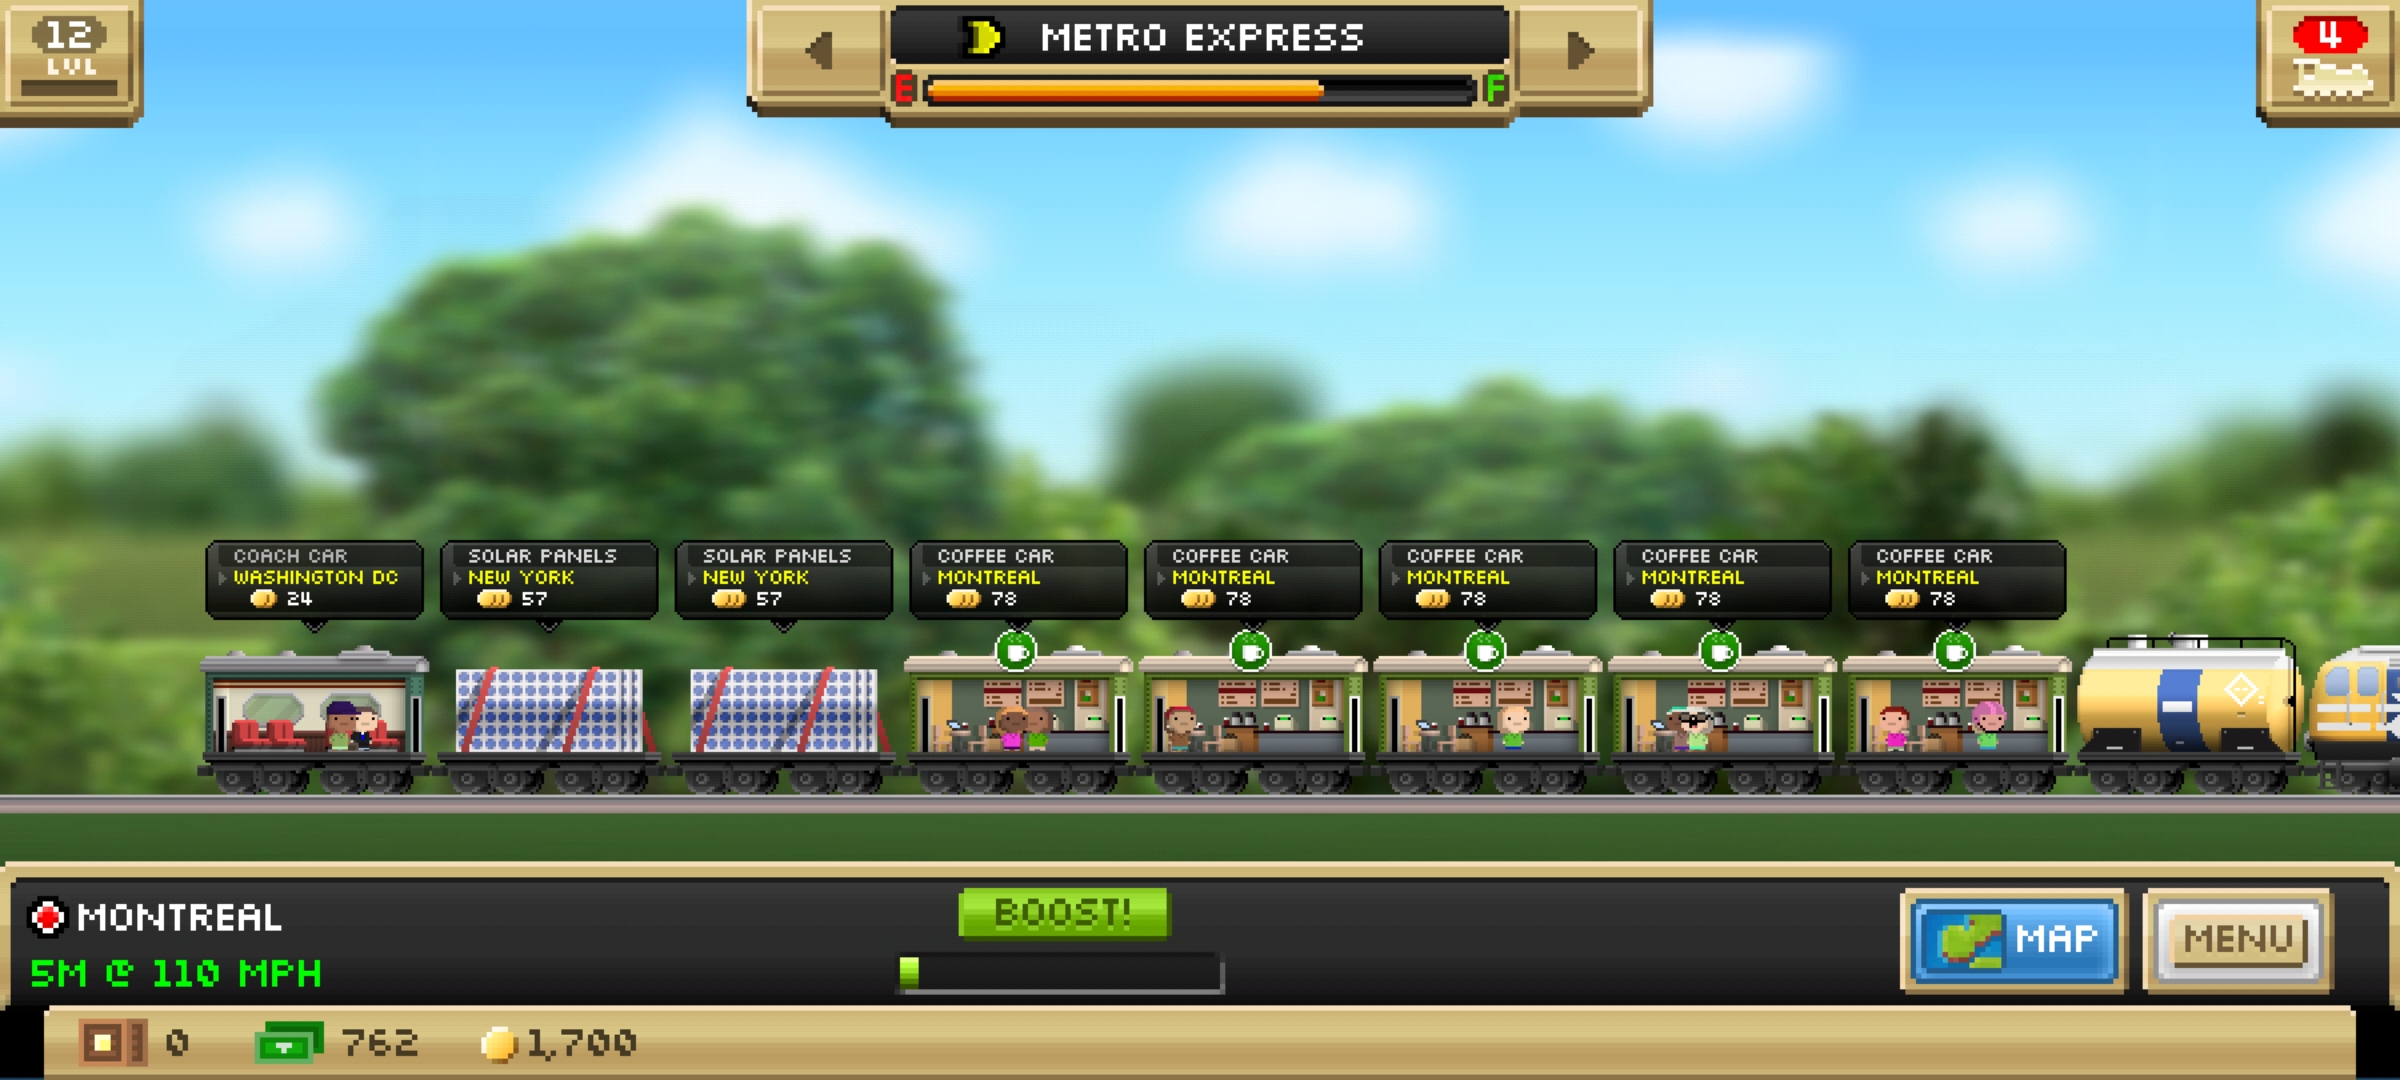 12
LVL
METRO EXPRESS
E F
4
COACH CAR
WASHINGTON DC
24
SOLAR PANELS
NEW YORK
57
SOLAR PANELS
NEW YORK
57
COFFEE CAR
MONTREAL
78
COFFEE CAR
MONTREAL
78
COFFEE CAR
MONTREAL
78
COFFEE CAR
MONTREAL
78
COFFEE CAR
MONTREAL
78
MONTREAL
5M @ 110 MPH
BOOST!
MAP
MENU
0 762 1,700